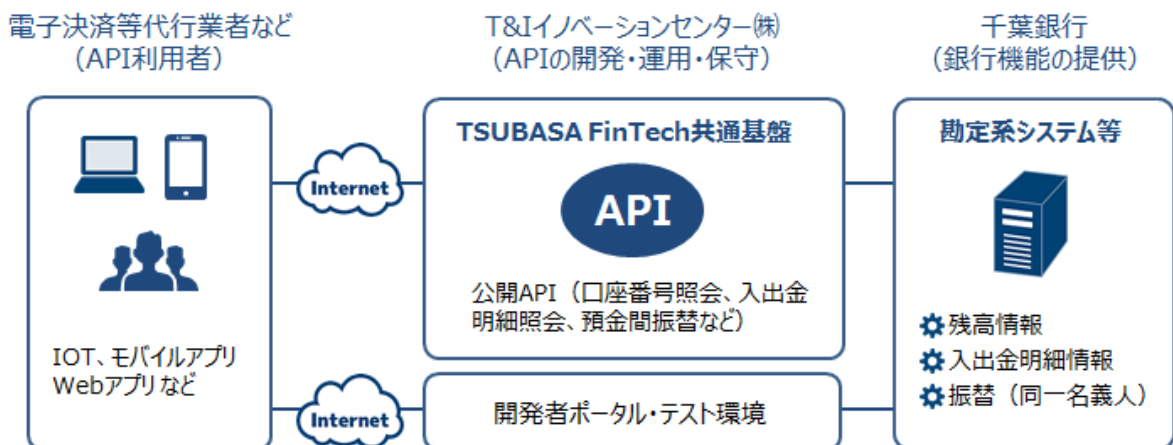 電子決済等代行業者など
（API利用者）
T&Iイノベーションセンター㈱
（APIの開発・運用・保守）
千葉銀行
（銀行機能の提供）
IOT、モバイルアプリ
Webアプリなど
Internet
Internet
TSUBASA FinTech共通基盤
API
公開API（口座番号照会、入出金
明細照会、預金間振替など）
開発者ポータル・テスト環境
勘定系システム等
残高情報
入出金明細情報
振替（同一名義人）